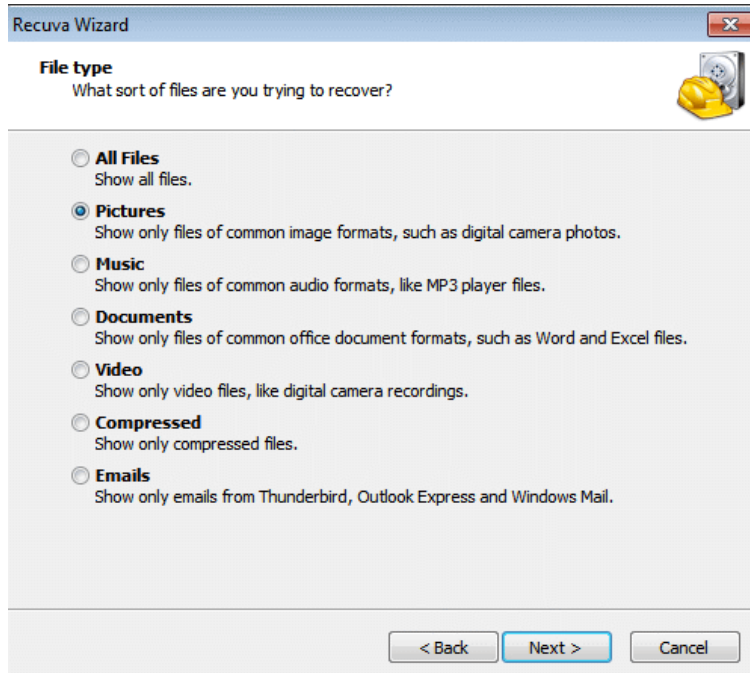 Recuva Wizard
File type
What sort of files are you trying to recover?
All Files
Show all files.
Pictures
Show only files of common image formats, such as digital camera photos.
Music
Show only files of common audio formats, like MP3 player files.
Documents
Show only files of common office document formats, such as Word and Excel files.
Video
Show only video files, like digital camera recordings.
Compressed
Show only compressed files.
Emails
Show only emails from Thunderbird, Outlook Express and Windows Mail.
< Back Next > Cancel